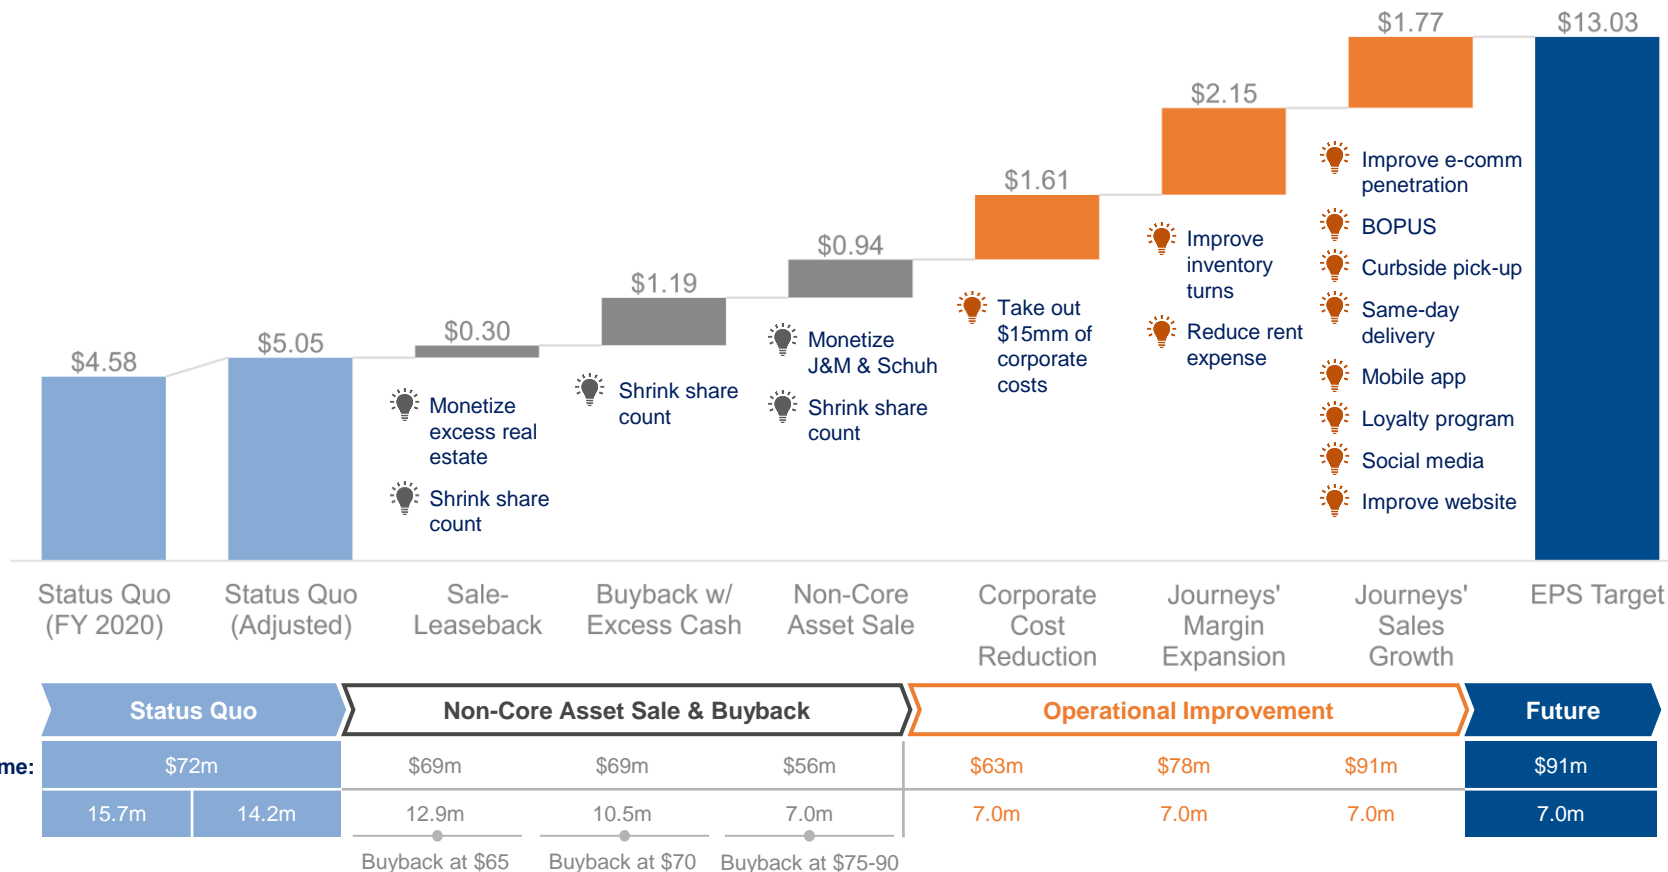 $1.77
$13.03
$2.15
$1.61
$0.94
$1.19
$0.30
$5.05
$4.58
Monetize
excess real
estate
Shrink share
count
Shrink share
count
Monetize
J&M & Schuh
Shrink share
count
Take out
$15mm of
corporate
costs
Improve
inventory
turns
Reduce rent
expense
Improve e-comm
penetration
BOPUS
Curbside pick-up
Same-day
delivery
Mobile app
Loyalty program
Social media
Improve website
Status Quo
(FY 2020)
Status Quo
(Adjusted)
Sale-
Leaseback
Buyback w/
Excess Cash
Non-Core
Asset Sale
Corporate
Cost
Reduction
Journeys'
Margin
Expansion
Journeys'
Sales
Growth
EPS Target
Status Quo
Non-Core Asset Sale & Buyback
Operational Improvement
Future
me: $72m $69m $69m $56m $63m $78m $91m $91m
15.7m 14.2m 12.9m 10.5m 7.0m 7.0m 7.0m 7.0m 7.0m
Buyback at $65 Buyback at $70 Buyback at $75-90